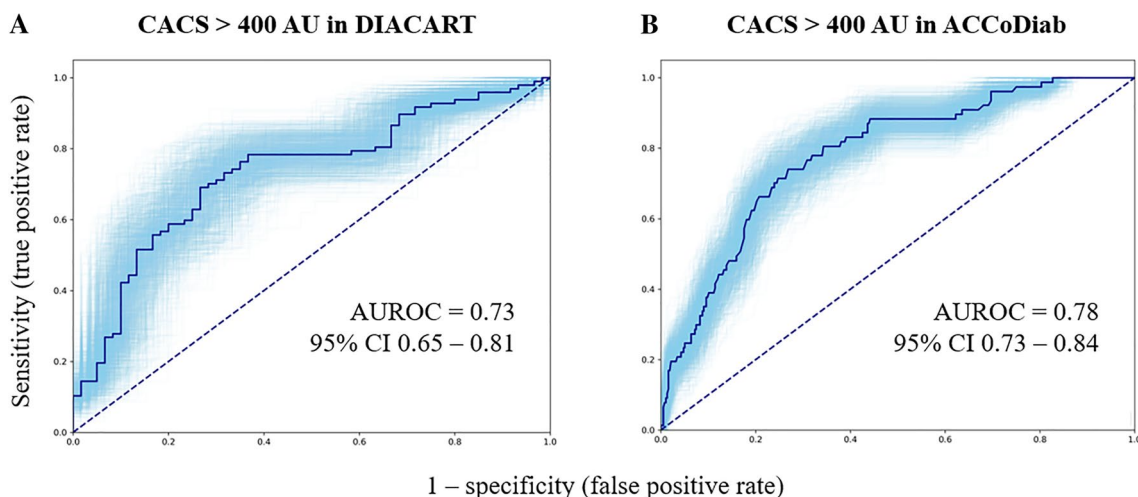 A
CACS > 400 AU in DIACART
B
CACS > 400 AU in ACCoDiab
Sensitivity (true positive rate)
1.0
0.8
0.6
0.4
0.2
0.0
AUROC = 0.73
95% CI 0.65 – 0.81
0.0 0.2 0.4 0.6 0.8 1.0
1.0
0.8
0.6
0.4
0.2
0.0
AUROC = 0.78
95% CI 0.73 – 0.84
0.0 0.2 0.4 0.6 0.8 1.0
1 – specificity (false positive rate)